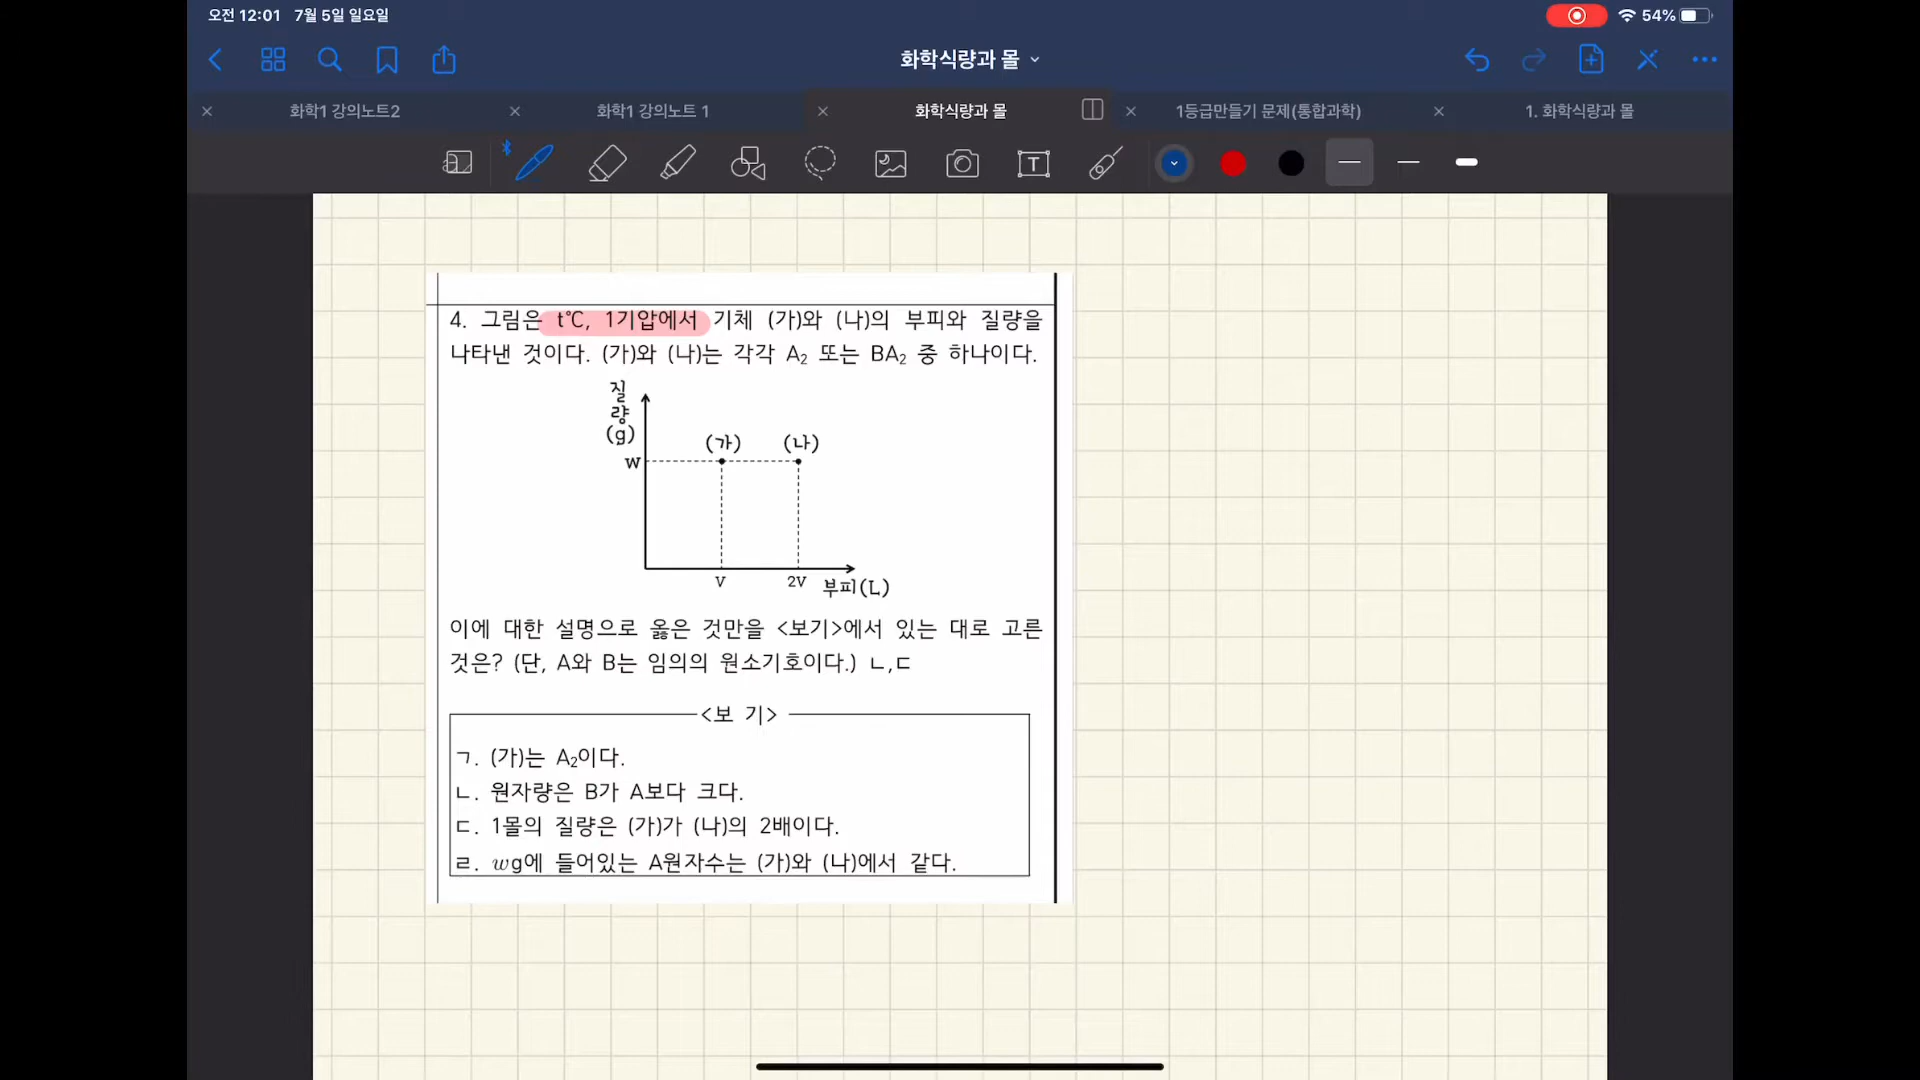 오전 12:01 7월 5일 일요일
54%
화학식량과 몰
화학1 강의노트2
화학1 강의노트 1
화학식량과 몰
1등급만들기 문제(통합과학)
1. 화학식량과 몰
4. 그림은 t℃, 1기압에서 기체 (가)와 (나)의 부피와 질량을
나타낸 것이다. (가)와 (나)는 각각 A₂ 또는 BA₂ 중 하나이다.
질
량
(g)
(가) (나)
w
V 2V 부피(L)
이에 대한 설명으로 옳은 것만을 <보기>에서 있는 대로 고른
것은? (단, A와 B는 임의의 원소기호이다.) ㄴ,ㄷ
<보 기>
ㄱ. (가)는 A₂이다.
ㄴ. 원자량은 B가 A보다 크다.
ㄷ. 1몰의 질량은 (가)가 (나)의 2배이다.
ㄹ. wg에 들어있는 A원자수는 (가)와 (나)에서 같다.